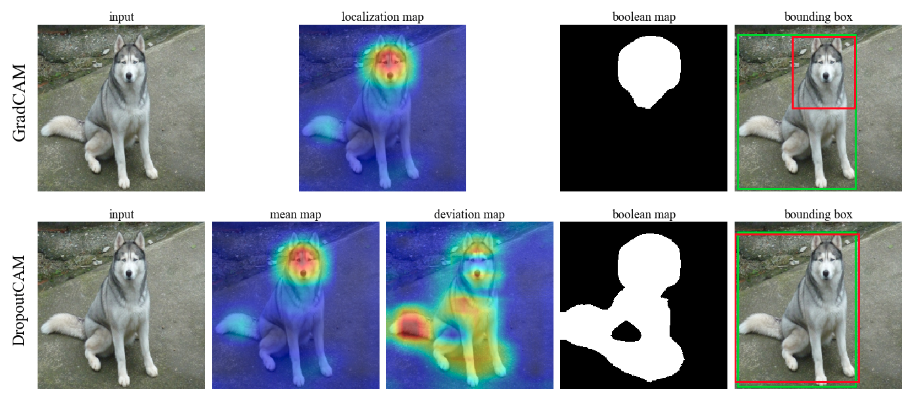 input localization map boolean map bounding box
GradCAM
input mean map deviation map boolean map bounding box
DropoutCAM